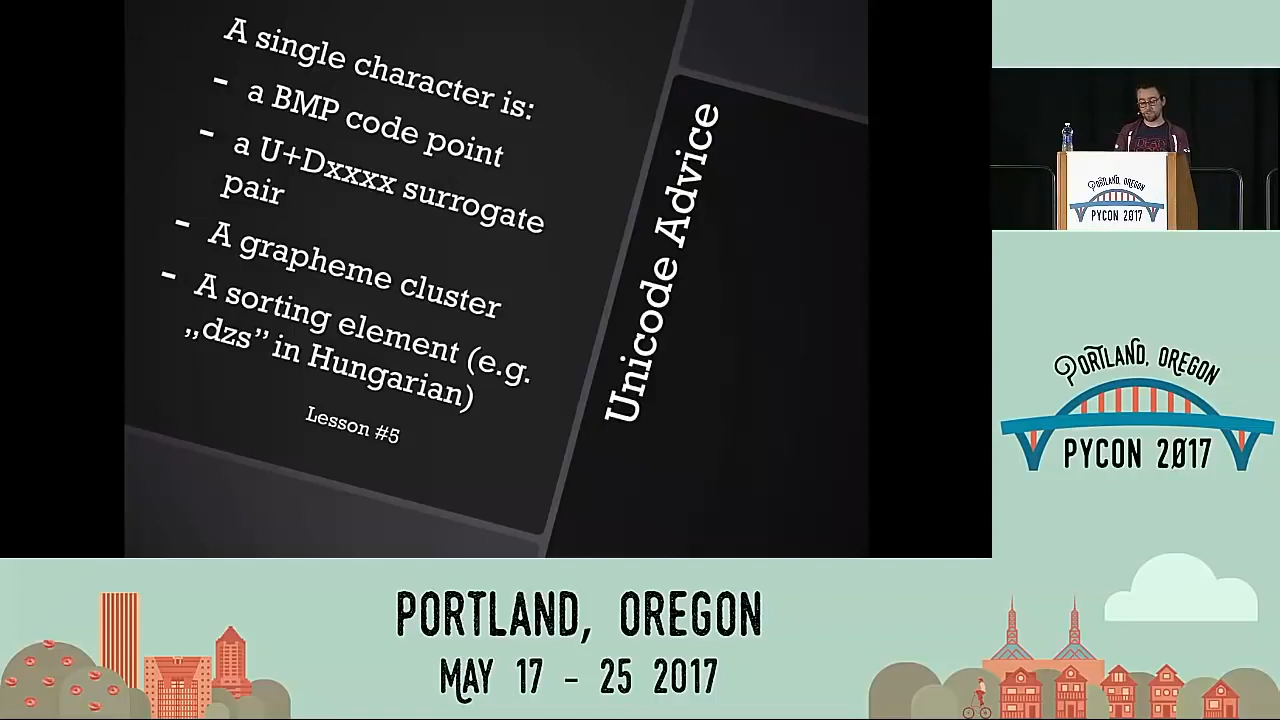 A single character is:
- a BMP code point
- a U+Dxxxx surrogate
pair
- A grapheme cluster
- A sorting element (e.g.
„dzs” in Hungarian)
Lesson #5
Unicode Advice
PORTLAND, OREGON
PYCON 2017
PORTLAND, OREGON
PYCON 2017
PORTLAND, OREGON
MAY 17 - 25 2017